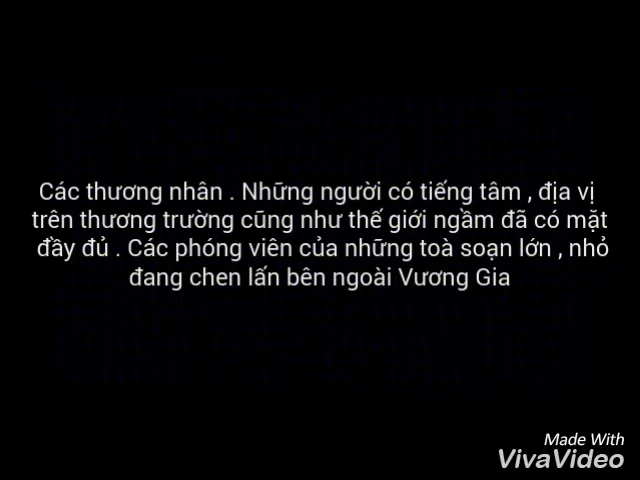 Các thương nhân . Những người có tiếng tâm , địa vị
trên thương trường cũng như thế giới ngầm đã có mặt
đầy đủ . Các phóng viên của những toà soạn lớn , nhỏ
đang chen lấn bên ngoài Vương Gia
Made With
VivaVideo